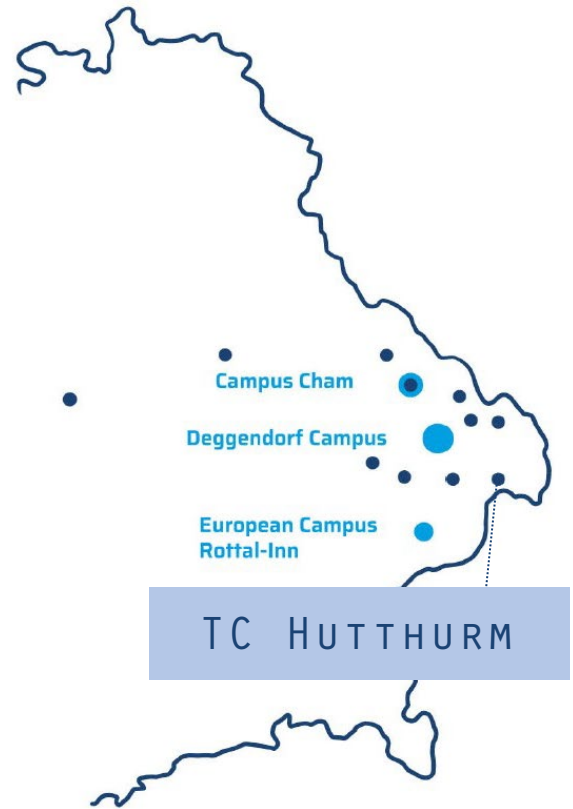 Campus Cham
Deggendorf Campus
European Campus
Rottal-Inn
TC HUTTHURM